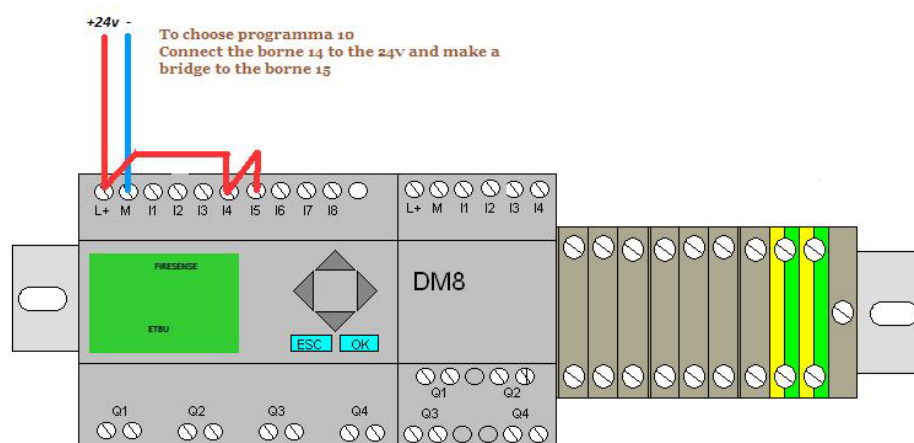 +24v -
To choose programma 10
Connect the borne 14 to the 24v and make a
bridge to the borne 15
L+ M I1 I2 I3 I4 I5 I6 I7 I8
L+ M I1 I2 I3 I4
FIRESENSE
ETBU
DM8
ESC OK
Q1 Q2
Q1 Q2 Q3 Q4
Q3 Q4